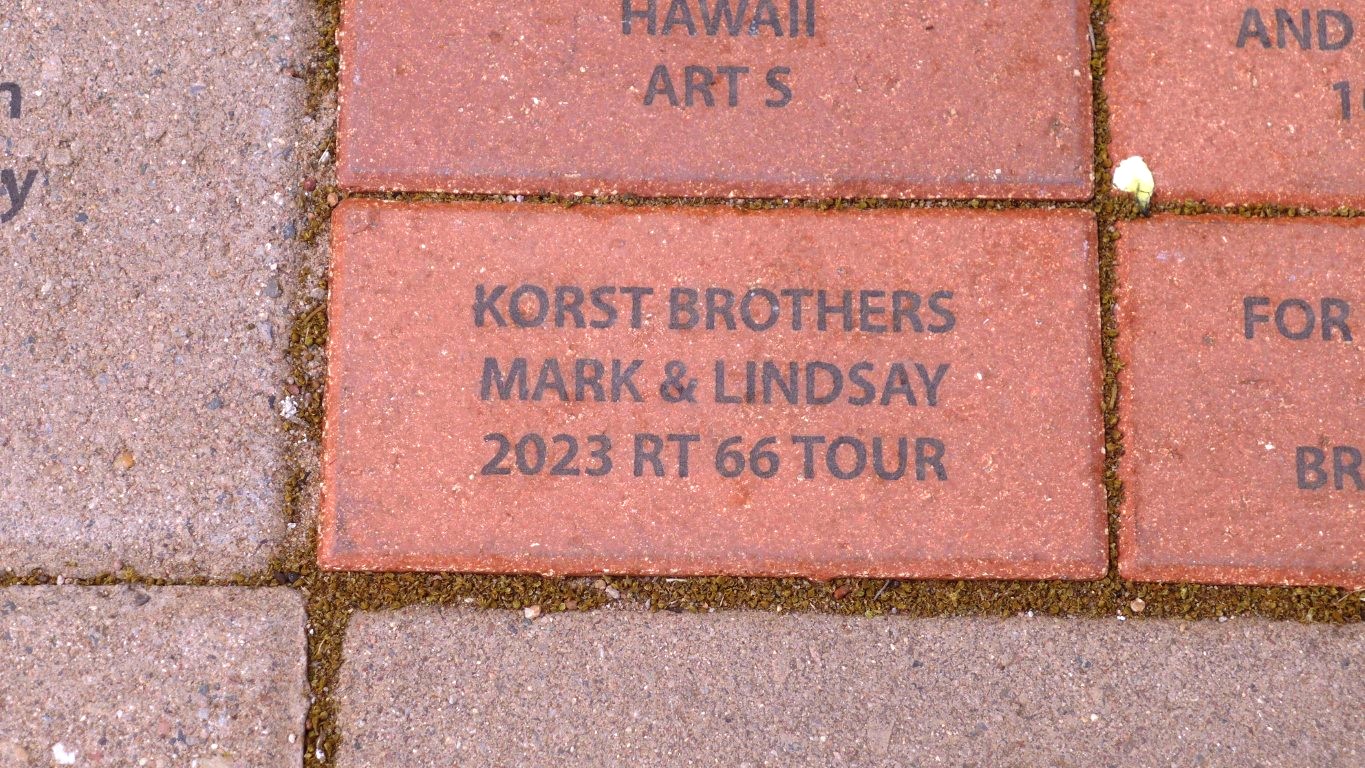 HAWAII
ART S
AND
KORST BROTHERS
MARK & LINDSAY
2023 RT 66 TOUR
FOR